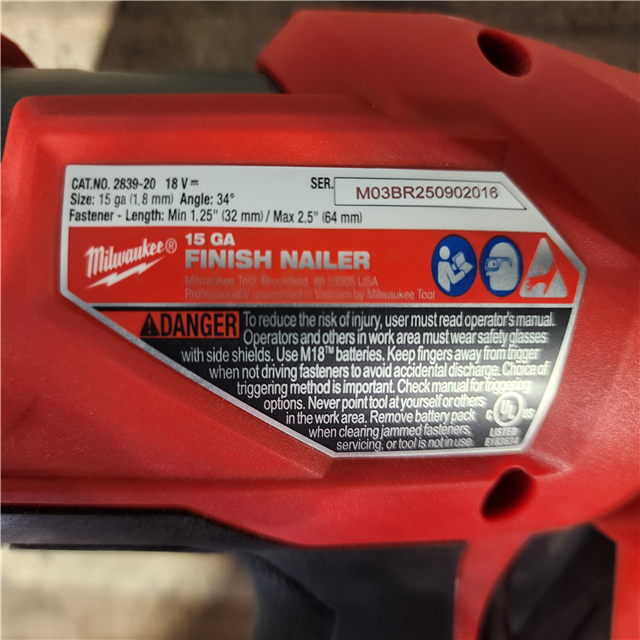 CAT.NO. 2839-20 18 V⎓
SER. M03BR250902016
Size: 15 ga (1,8 mm) Angle: 34°
Fastener - Length: Min 1.25" (32 mm) / Max 2.5" (64 mm)
Milwaukee®
15 GA
FINISH NAILER
Milwaukee Tool, Brookfield, WI 53005 USA
Professionally guaranteed in Vietnam by Milwaukee Tool
DANGER To reduce the risk of injury, user must read operator's manual.
Operators and others in work area must wear safety glasses
with side shields. Use M18™ batteries. Keep fingers away from trigger
when not driving fasteners to avoid accidental discharge. Choice of
triggering method is important. Check manual for triggering
options. Never point tool at yourself or others
in the work area. Remove battery pack
when clearing jammed fasteners,
servicing, or tool is not in use.
C UL US
LISTED
E183634